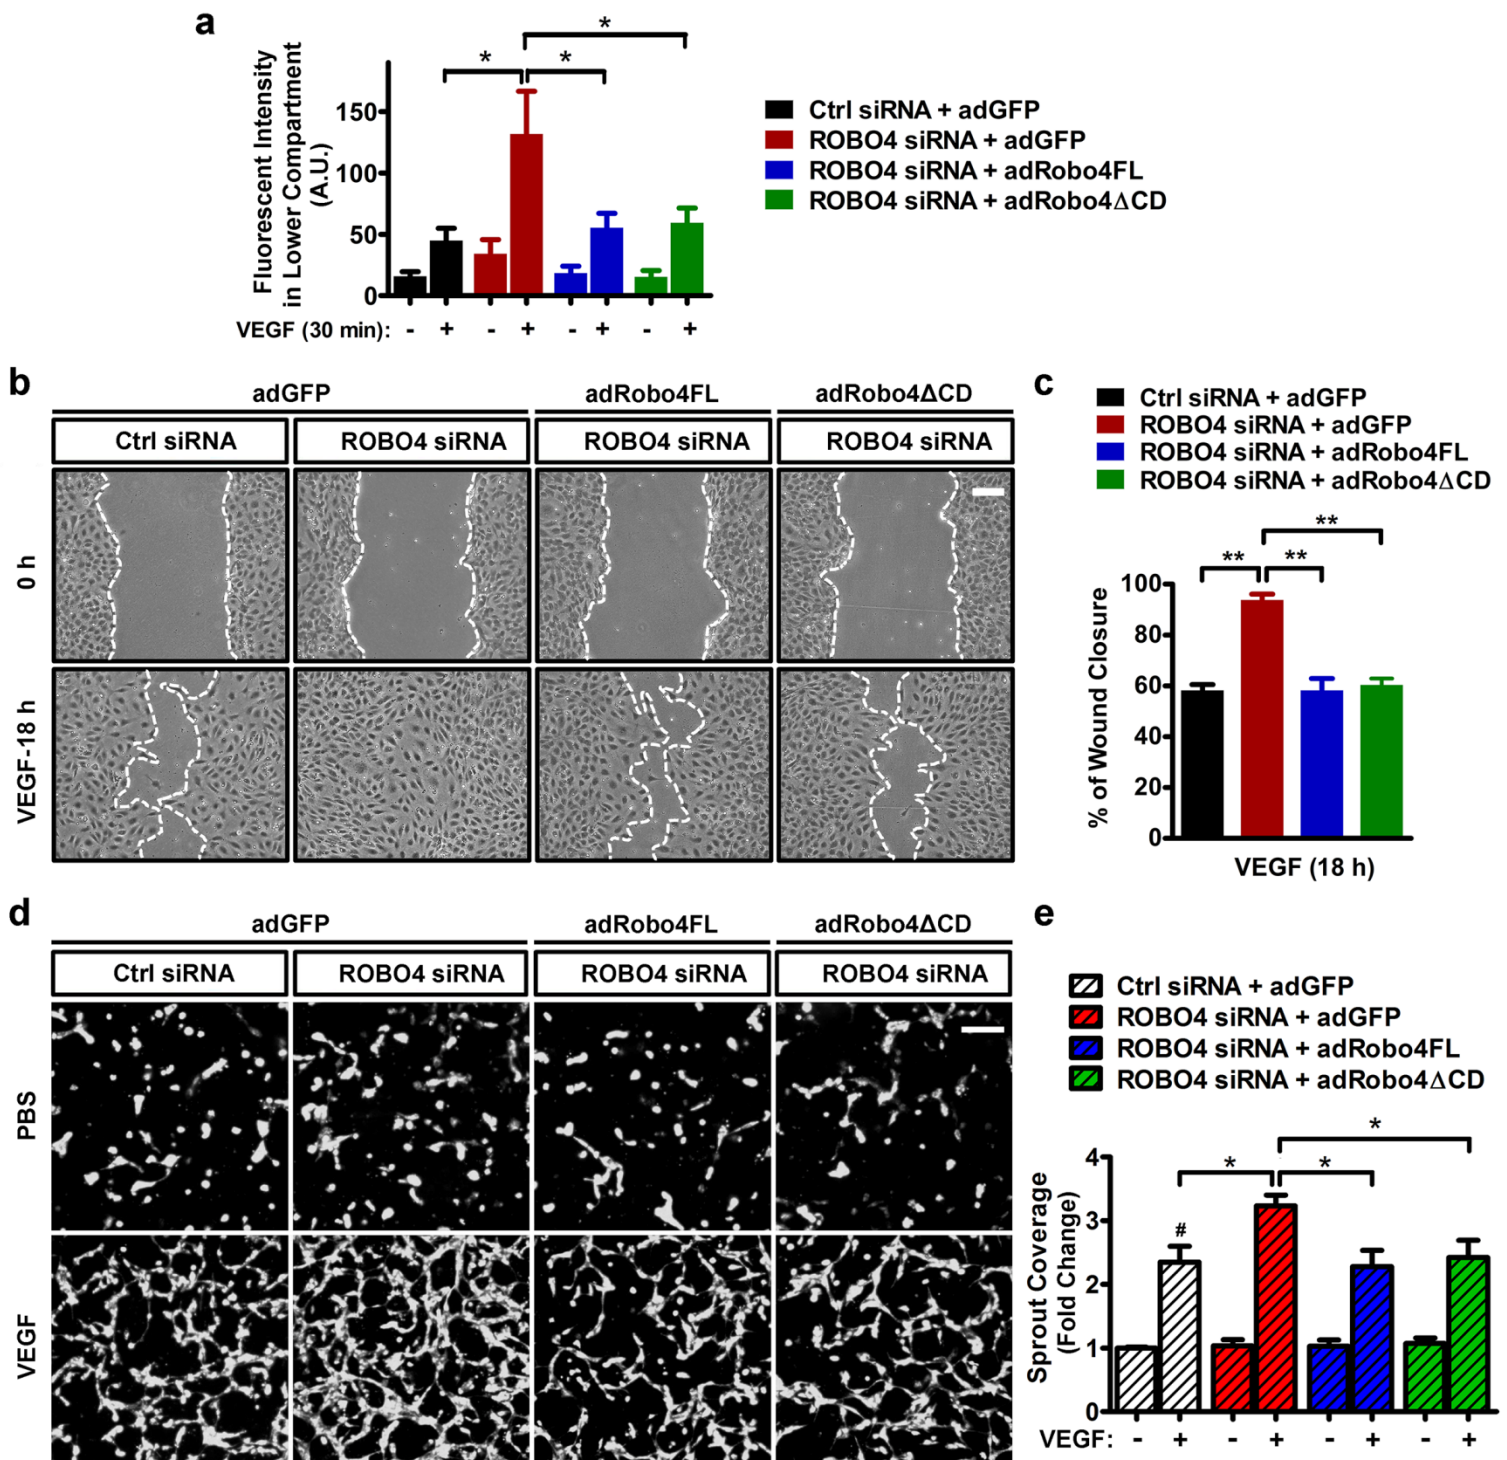 a
*
*
*
Fluorescent Intensity
in Lower Compartment
(A.U.)
150
100
50
0
VEGF (30 min): - + - + - + - +
Ctrl siRNA + adGFP
ROBO4 siRNA + adGFP
ROBO4 siRNA + adRobo4FL
ROBO4 siRNA + adRobo4ΔCD
b
adGFP adRobo4FL adRobo4ΔCD
Ctrl siRNA ROBO4 siRNA ROBO4 siRNA ROBO4 siRNA
0 h
VEGF-18 h
c
Ctrl siRNA + adGFP
ROBO4 siRNA + adGFP
ROBO4 siRNA + adRobo4FL
ROBO4 siRNA + adRobo4ΔCD
**
** **
% of Wound Closure
100
80
60
40
20
0
VEGF (18 h)
d
adGFP adRobo4FL adRobo4ΔCD
Ctrl siRNA ROBO4 siRNA ROBO4 siRNA ROBO4 siRNA
PBS
VEGF
e
Ctrl siRNA + adGFP
ROBO4 siRNA + adGFP
ROBO4 siRNA + adRobo4FL
ROBO4 siRNA + adRobo4ΔCD
*
* *
#
Sprout Coverage
(Fold Change)
4
3
2
1
0
VEGF: - + - + - + - +